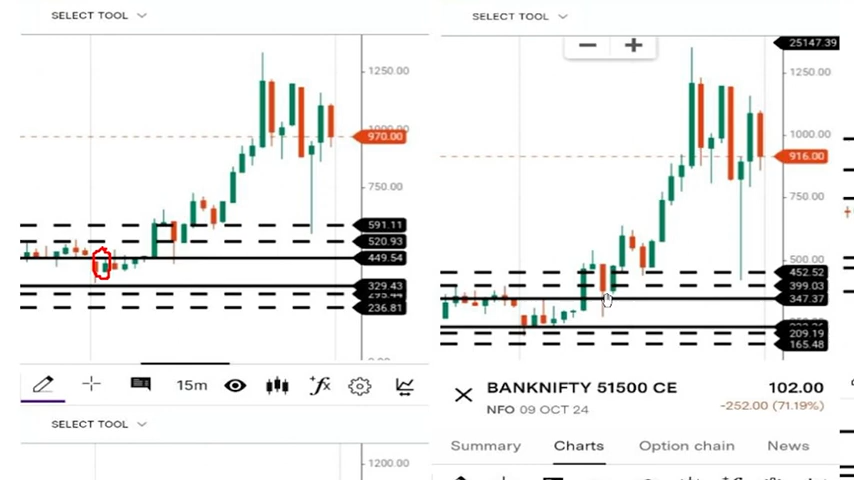 SELECT TOOL
1250.00
1000.00
970.00
750.00
591.11
520.93
449.54
329.43
236.81
15m
SELECT TOOL
1200.00
SELECT TOOL
25147.39
1250.00
1000.00
916.00
750.00
452.52
399.03
347.37
209.19
165.48
BANKNIFTY 51500 CE 102.00
NFO 09 OCT 24 -252.00 (71.19%)
Summary Charts Option chain News